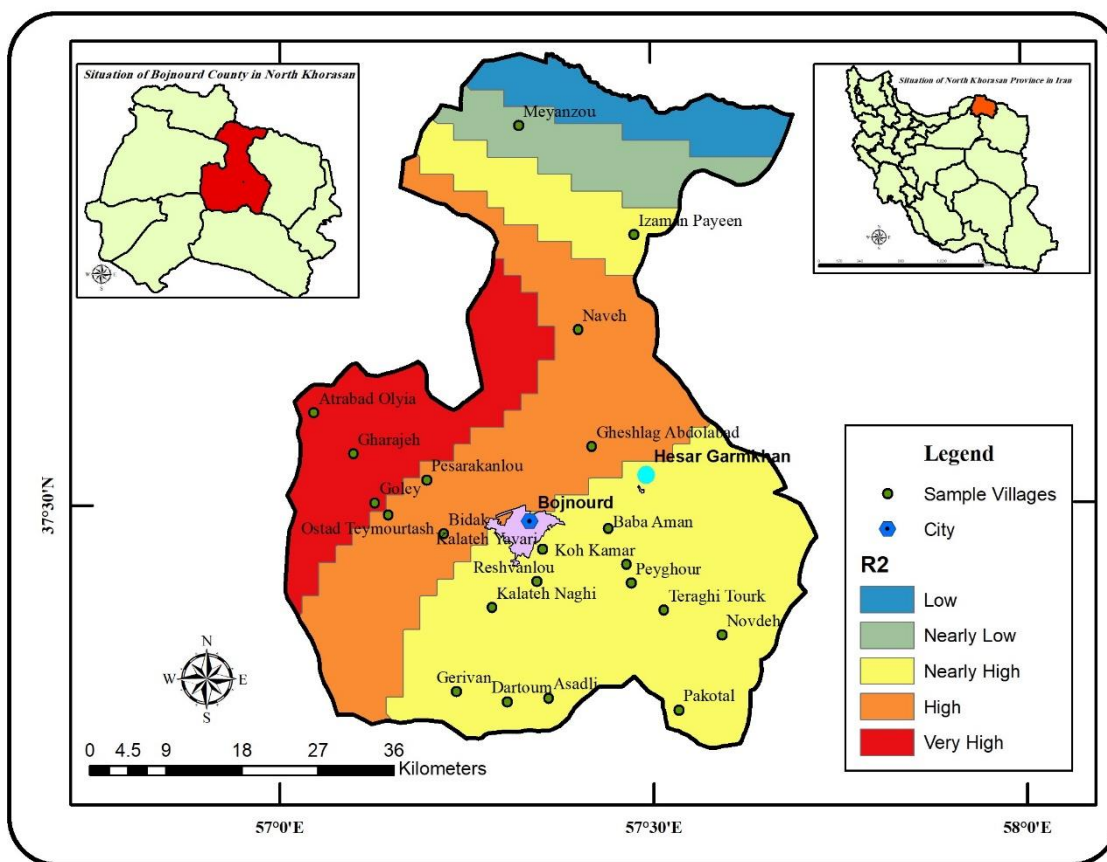 Situation of Bojnourd County in North Khorasan
Situation of North Khorasan Province in Iran
Meyanzou
Izaman Payeen
Naveh
Atrabad Olyia
Gharajeh
Gheshlag Abdolabad
Hesar Garmkhan
Pesarakanlou
Goley
Bojnourd
Ostad Teymourtash
Bidak
Baba Aman
Kalateh Yavari
Koh Kamar
Reshvanlou
Peyghour
Kalateh Naghi
Teraghi Tourk
Novdeh
Gerivan
Dartoum
Asadli
Pakotal
Legend
Sample Villages
City
R2
Low
Nearly Low
Nearly High
High
Very High
N
W E
S
0 4.5 9 18 27 36
Kilometers
37°30'N
37°30'N
57°0'E 57°30'E 58°0'E